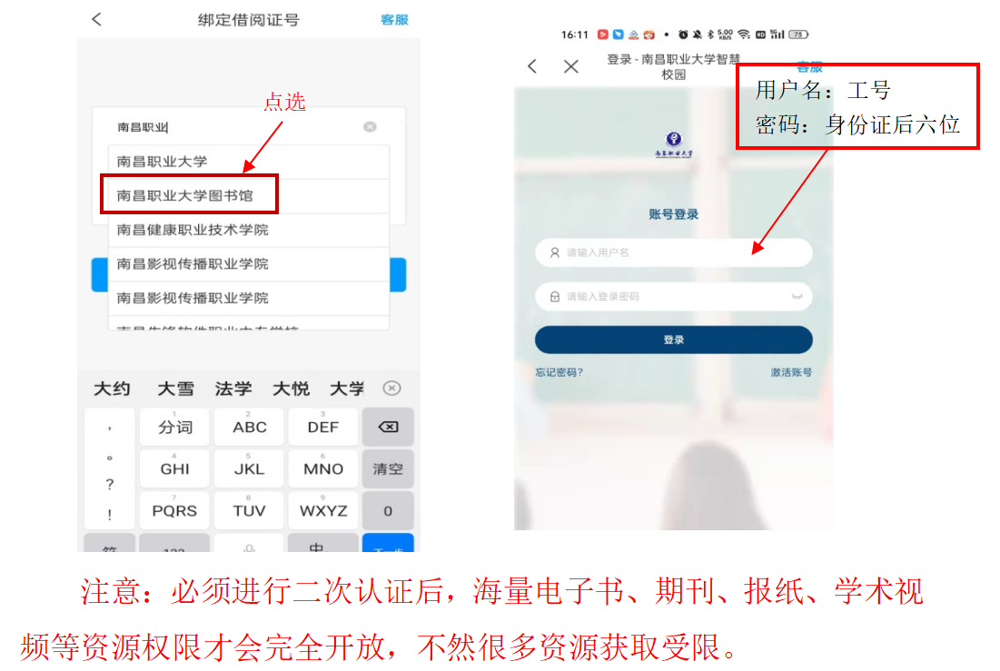 绑定借阅证号
客服
点选
南昌职业
南昌职业大学
南昌职业大学图书馆
南昌健康职业技术学院
南昌影视传播职业学院
南昌影视传播职业学院
大约 大雪 法学 大悦 大学
， 1 分词 2 ABC 3 DEF
。 4 GHI 5 JKL 6 MNO 清空
？ 7 PQRS 8 TUV 9 WXYZ 0
！
符 123 中 下一步
16:11 5.00 KB/S HD 5G 73
登录 - 南昌职业大学智慧
校园
客服
用户名：工号
密码：身份证后六位
南昌职业大学
账号登录
请输入用户名
请输入登录密码
登录
忘记密码?
激活账号
注意：必须进行二次认证后，海量电子书、期刊、报纸、学术视
频等资源权限才会完全开放，不然很多资源获取受限。